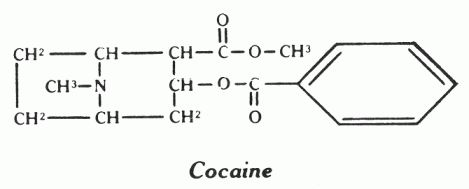 O
CH² CH CH C O CH³
CH³ N CH O C
CH² CH CH² O
Cocaine